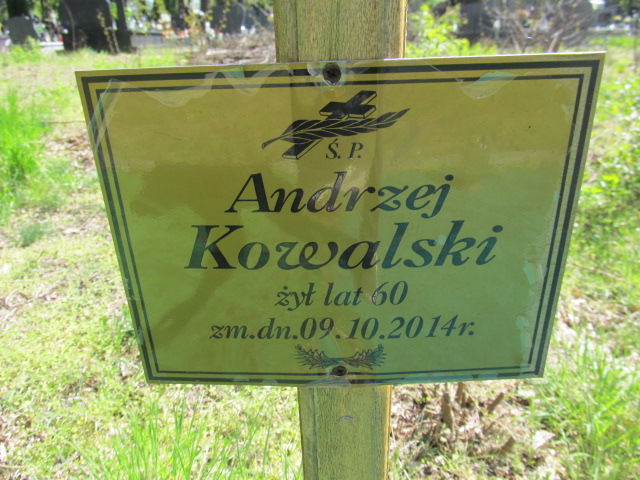 Ś. P.
Andrzej
Kowalski
żył lat 60
zm.dn.09.10.2014r.